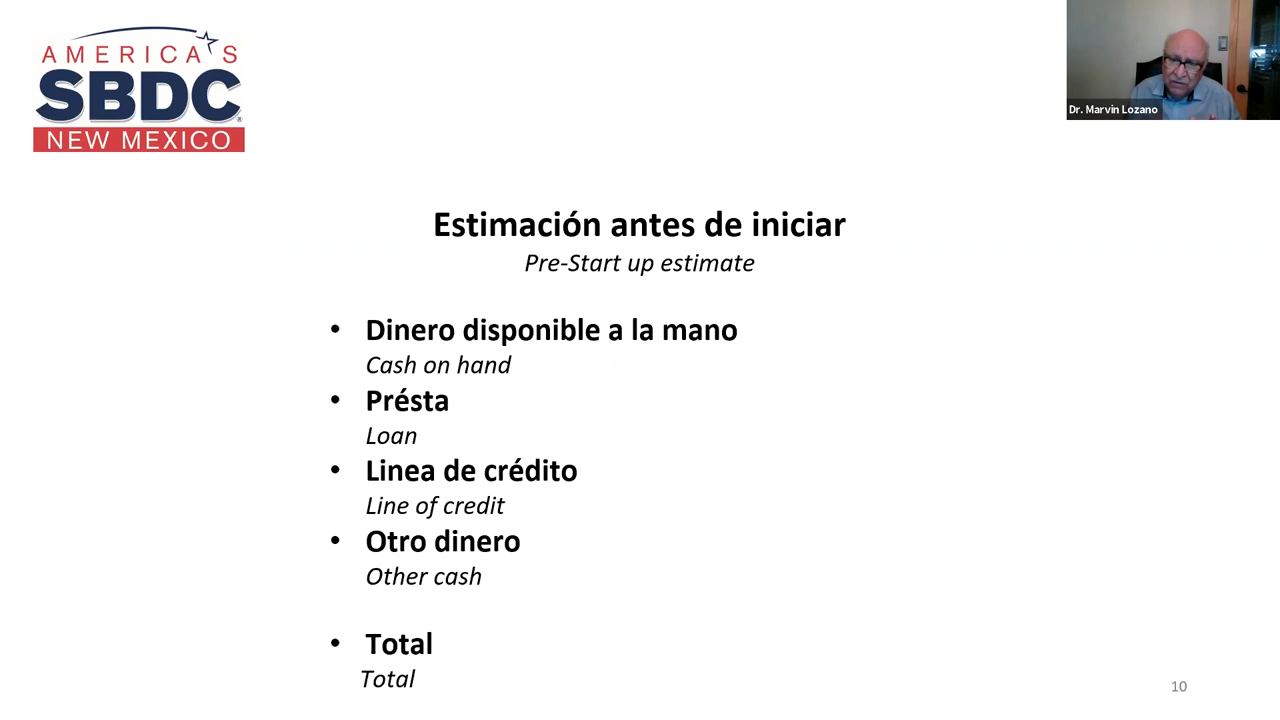 AMERICA'S
SBDC
NEW MEXICO
Dr. Marvin Lozano
Estimación antes de iniciar
Pre-Start up estimate
• Dinero disponible a la mano
Cash on hand
• Présta
Loan
• Linea de crédito
Line of credit
• Otro dinero
Other cash
• Total
Total
10